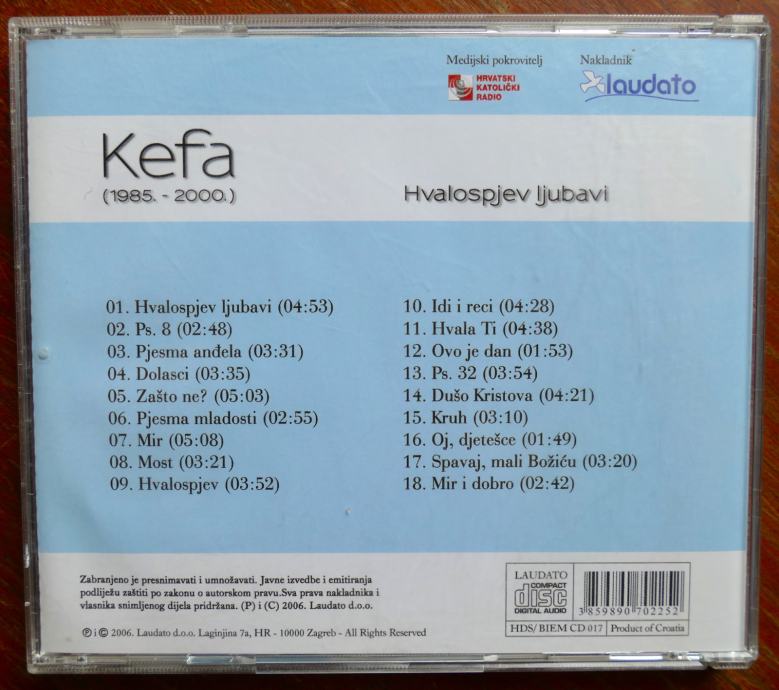 Medijski pokrovitelj
HRVATSKI
KATOLIČKI
RADIO
Nakladnik
laudato
Kefa
(1985. - 2000.)
Hvalospjev ljubavi
01. Hvalospjev ljubavi (04:53)
02. Ps. 8 (02:48)
03. Pjesma anđela (03:31)
04. Dolasci (03:35)
05. Zašto ne? (05:03)
06. Pjesma mladosti (02:55)
07. Mir (05:08)
08. Most (03:21)
09. Hvalospjev (03:52)
10. Idi i reci (04:28)
11. Hvala Ti (04:38)
12. Ovo je dan (01:53)
13. Ps. 32 (03:54)
14. Dušo Kristova (04:21)
15. Kruh (03:10)
16. Oj, djetešce (01:49)
17. Spavaj, mali Božiću (03:20)
18. Mir i dobro (02:42)
Zabranjeno je presnimavati i umnožavati. Javne izvedbe i emitiranja
podliježu zaštiti po zakonu o autorskom pravu.Sva prava nakladnika i
vlasnika snimljenog dijela pridržana. (P) i (C) 2006. Laudato d.o.o.
℗ i © 2006. Laudato d.o.o. Laginjina 7a, HR - 10000 Zagreb - All Rights Reserved
LAUDATO
COMPACT
disc
DIGITAL AUDIO
3 859890 702252
HDS/ BIEM CD 017
Product of Croatia